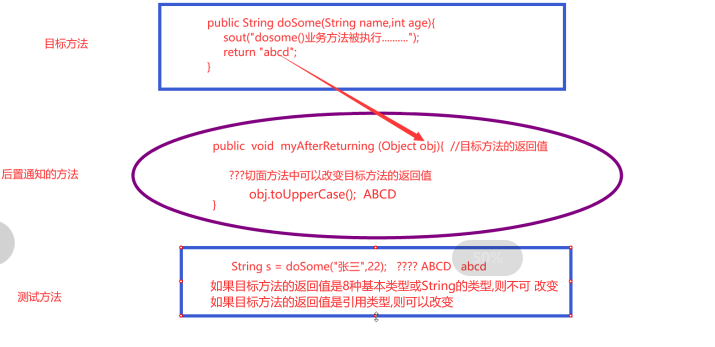 目标方法
public String doSome(String name,int age){
sout("dosome()业务方法被执行..........");
return "abcd";
}
后置通知的方法
public void myAfterReturning (Object obj){ //目标方法的返回值
???切面方法中可以改变目标方法的返回值
obj.toUpperCase(); ABCD
}
测试方法
String s = doSome("张三",22); ???? ABCD abcd
50%
如果目标方法的返回值是8种基本类型或String的类型,则不可 改变
如果目标方法的返回值是引用类型,则可以改变